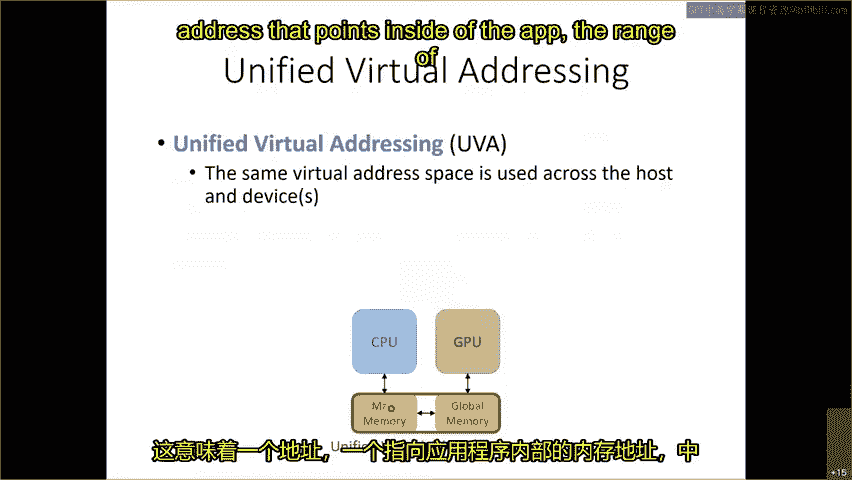 address that points inside of the app, the range
of
Unified Virtual Addressing
• Unified Virtual Addressing (UVA)
• The same virtual address space is used across the host
and device(s)
CPU
GPU
Memory
Global
Memory
这意味着一个地址，一个指向应用程序内部的内存地址，中
+15